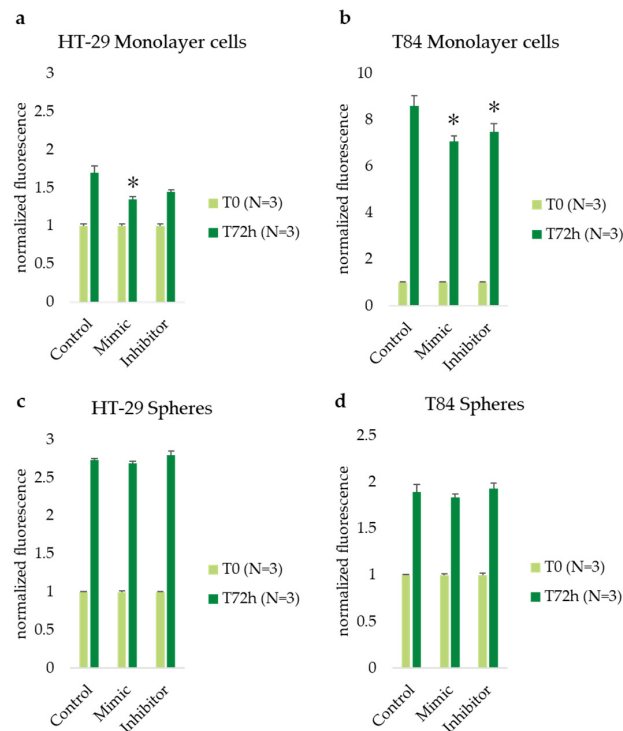 a
HT-29 Monolayer cells
normalized fluorescence
3
2.5
2
1.5
1
0.5
0
*
Control
Mimic
Inhibitor
T0 (N=3)
T72h (N=3)
b
T84 Monolayer cells
normalized fluorescence
10
8
6
4
2
0
* *
Control
Mimic
Inhibitor
T0 (N=3)
T72h (N=3)
c
HT-29 Spheres
normalized fluorescence
3
2.5
2
1.5
1
0.5
0
Control
Mimic
Inhibitor
T0 (N=3)
T72h (N=3)
d
T84 Spheres
normalized fluorescence
2.5
2
1.5
1
0.5
0
Control
Mimic
Inhibitor
T0 (N=3)
T72h (N=3)